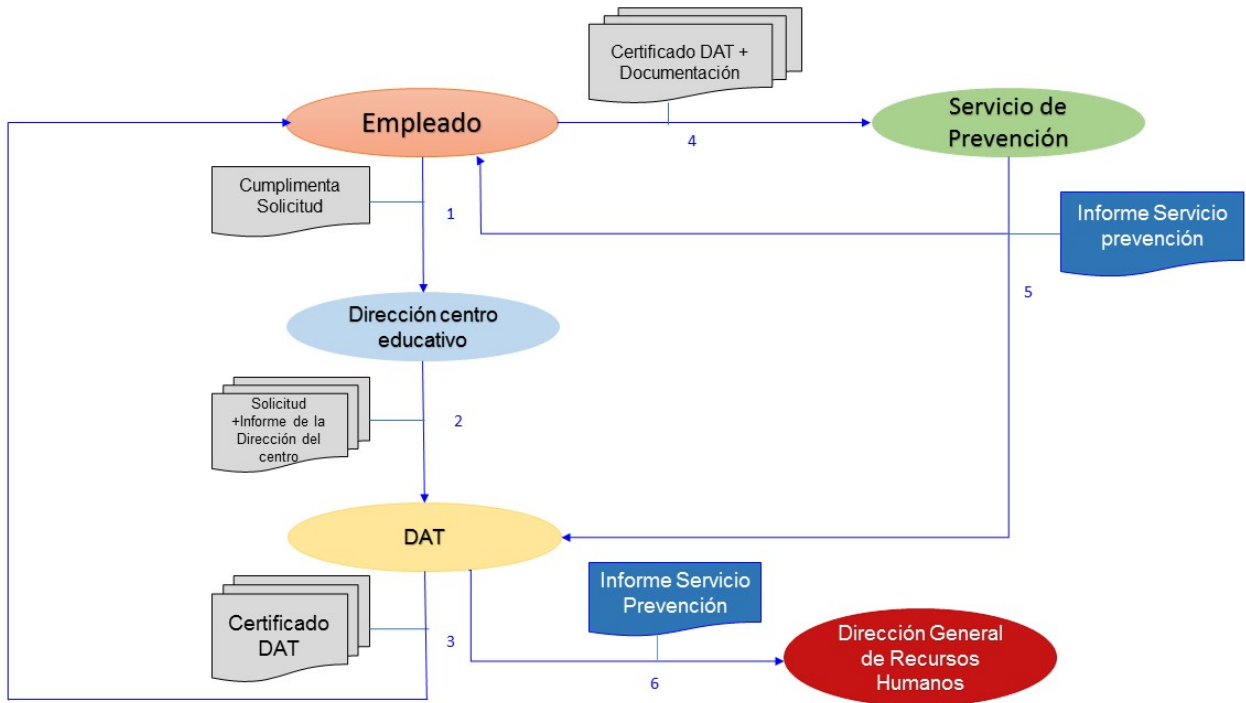 Certificado DAT +
Documentación
Empleado
4
Servicio de
Prevención
Cumplimenta
Solicitud
1
Informe Servicio
prevención
5
Dirección centro
educativo
Solicitud
+Informe de la
Dirección del
centro
2
DAT
Certificado
DAT
3
Informe Servicio
Prevención
6
Dirección General
de Recursos
Humanos